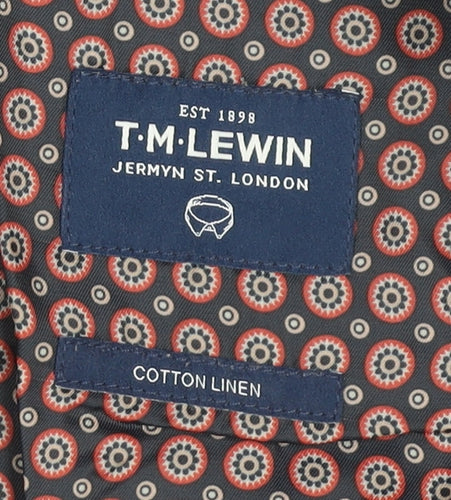 EST 1898
T·M·LEWIN
JERMYN ST. LONDON
COTTON LINEN